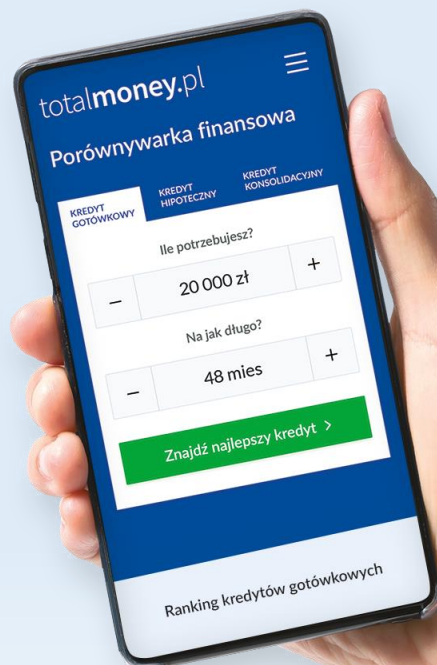 totalmoney.pl
Porównywarka finansowa
KREDYT
GOTÓWKOWY
KREDYT
HIPOTECZNY
KREDYT
KONSOLIDACYJNY
Ile potrzebujesz?
− 20 000 zł +
Na jak długo?
− 48 mies +
Znajdź najlepszy kredyt >
Ranking kredytów gotówkowych